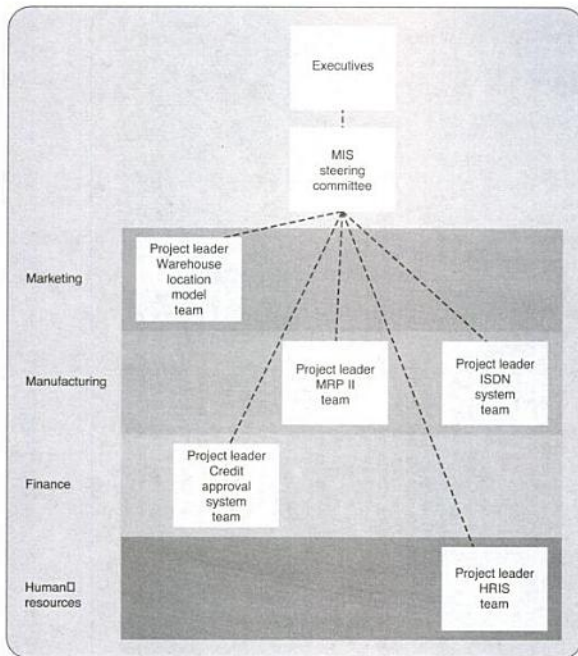 Executives
MIS
steering
committee
Marketing
Project leader
Warehouse
location
model
team
Manufacturing
Project leader
MRP II
team
Project leader
ISDN
system
team
Finance
Project leader
Credit
approval
system
team
Human□
resources
Project leader
HRIS
team